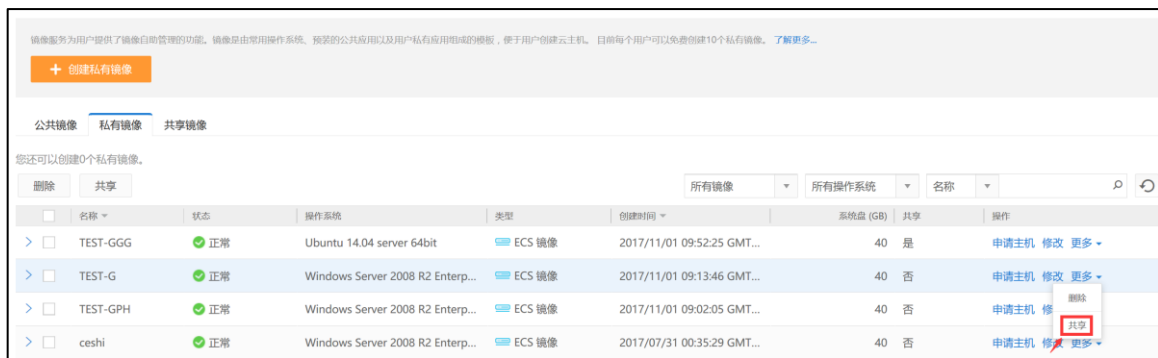 镜像服务为用户提供了镜像自助管理的功能。镜像是由常用操作系统、预装的公共应用以及用户私有应用组成的模板，便于用户创建云主机。 目前每个用户可以免费创建10个私有镜像。 了解更多...
+ 创建私有镜像
公共镜像 私有镜像 共享镜像
您还可以创建0个私有镜像。
删除 共享 所有镜像 所有操作系统 名称
名称 状态 操作系统 类型 创建时间 系统盘 (GB) 共享 操作
TEST-GGG 正常 Ubuntu 14.04 server 64bit ECS 镜像 2017/11/01 09:52:25 GMT... 40 是 申请主机 修改 更多
TEST-G 正常 Windows Server 2008 R2 Enterp... ECS 镜像 2017/11/01 09:13:46 GMT... 40 否 申请主机 修改 更多
删除
TEST-GPH 正常 Windows Server 2008 R2 Enterp... ECS 镜像 2017/11/01 09:02:05 GMT... 40 否 申请主机 修
共享
ceshi 正常 Windows Server 2008 R2 Enterp... ECS 镜像 2017/07/31 00:35:29 GMT... 40 否 申请主机 修改 更多